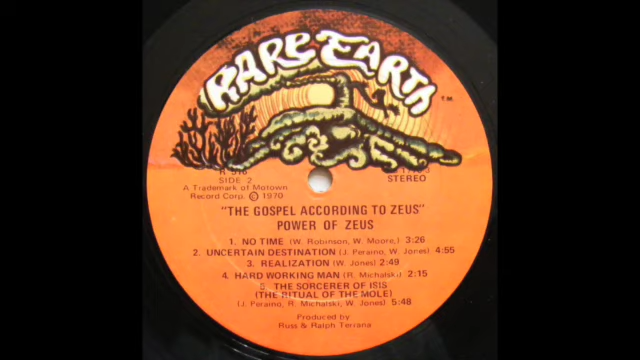 RARE EARTH
T.M.
SIDE 2
STEREO
A Trademark of Motown
Record Corp. © 1970
"THE GOSPEL ACCORDING TO ZEUS"
POWER OF ZEUS
1. NO TIME (W. Robinson, W. Moore,) 3:26
2. UNCERTAIN DESTINATION (J. Peraino, W. Jones) 4:55
3. REALIZATION (W. Jones) 2:49
4. HARD WORKING MAN (R. Michalski) 2:15
5. THE SORCERER OF ISIS
(THE RITUAL OF THE MOLE)
(J. Peraino, R. Michalski, W. Jones) 5:48
Produced by
Russ & Ralph Terrana